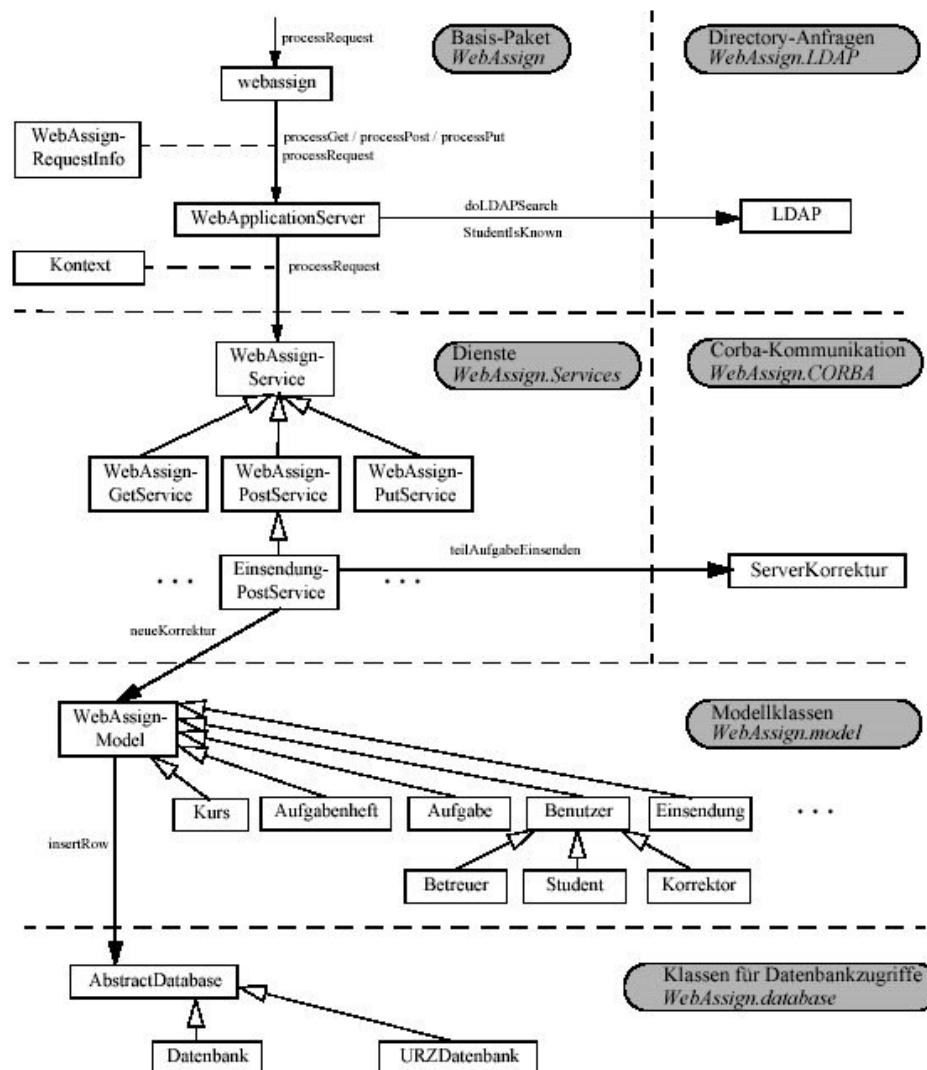 processRequest
Basis-Paket
WebAssign
Directory-Anfragen
WebAssign.LDAP
webassign
WebAssign-
RequestInfo
processGet / processPost / processPut
processRequest
WebApplicationServer
doLDAPSearch
StudentIsKnown
LDAP
Kontext
processRequest
WebAssign-
Service
Dienste
WebAssign.Services
Corba-Kommunikation
WebAssign.CORBA
WebAssign-
GetService
WebAssign-
PostService
WebAssign-
PutService
teilAufgabeEinsenden
. . .
Einsendung-
PostService
. . .
ServerKorrektur
neueKorrektur
WebAssign-
Model
Modellklassen
WebAssign.model
Kurs
Aufgabenheft
Aufgabe
Benutzer
Einsendung
. . .
insertRow
Betreuer
Student
Korrektor
AbstractDatabase
Klassen für Datenbankzugriffe
WebAssign.database
Datenbank
URZDatenbank